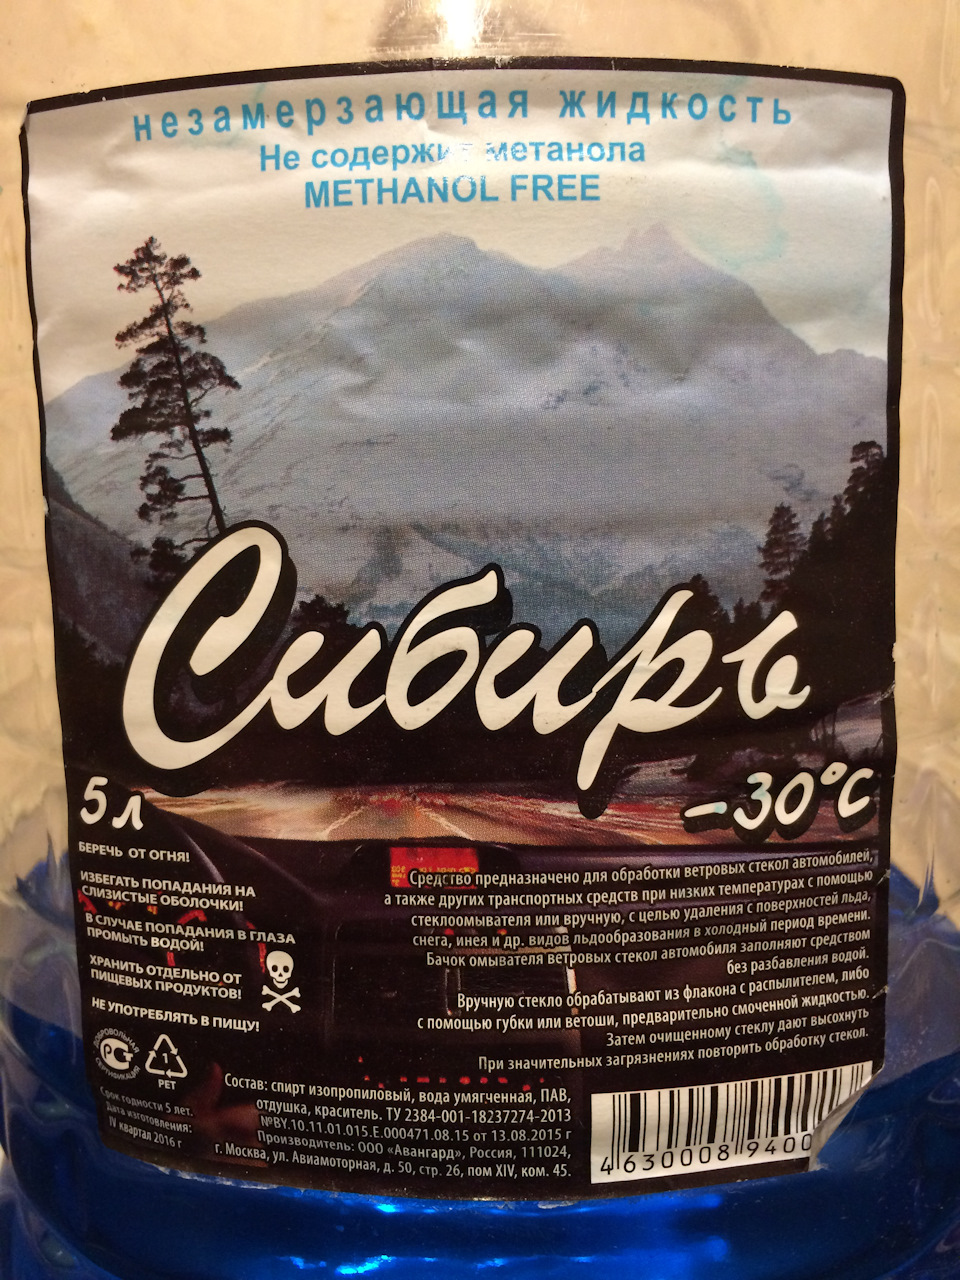 незамерзающая жидкость
Не содержит метанола
METHANOL FREE
Сибирь
-30°C
5 л
БЕРЕЧЬ ОТ ОГНЯ!
ИЗБЕГАТЬ ПОПАДАНИЯ НА
СЛИЗИСТЫЕ ОБОЛОЧКИ!
В СЛУЧАЕ ПОПАДАНИЯ В ГЛАЗА
ПРОМЫТЬ ВОДОЙ!
ХРАНИТЬ ОТДЕЛЬНО ОТ
ПИЩЕВЫХ ПРОДУКТОВ!
НЕ УПОТРЕБЛЯТЬ В ПИЩУ!
Средство предназначено для обработки ветровых стекол автомобилей,
а также других транспортных средств при низких температурах с помощью
стеклоомывателя или вручную, с целью удаления с поверхностей льда,
снега, инея и др. видов льдообразования в холодный период времени.
Бачок омывателя ветровых стекол автомобиля заполняют средством
без разбавления водой.
Вручную стекло обрабатывают из флакона с распылителем, либо
с помощью губки или ветоши, предварительно смоченной жидкостью.
Затем очищенному стеклу дают высохнуть
При значительных загрязнениях повторить обработку стекол.
ДОБРОВОЛЬНАЯ
СЕРТИФИКАЦИЯ
РСТ
1
PET
Срок годности 5 лет.
Дата изготовления:
IV квартал 2016 г
Состав: спирт изопропиловый, вода умягченная, ПАВ,
отдушка, краситель. ТУ 2384-001-18237274-2013
№BY.10.11.01.015.Е.000471.08.15 от 13.08.2015 г
Производитель: ООО «Авангард», Россия, 111024,
г. Москва, ул. Авиамоторная, д. 50, стр. 26, пом XIV, ком. 45.
4 630008 9400